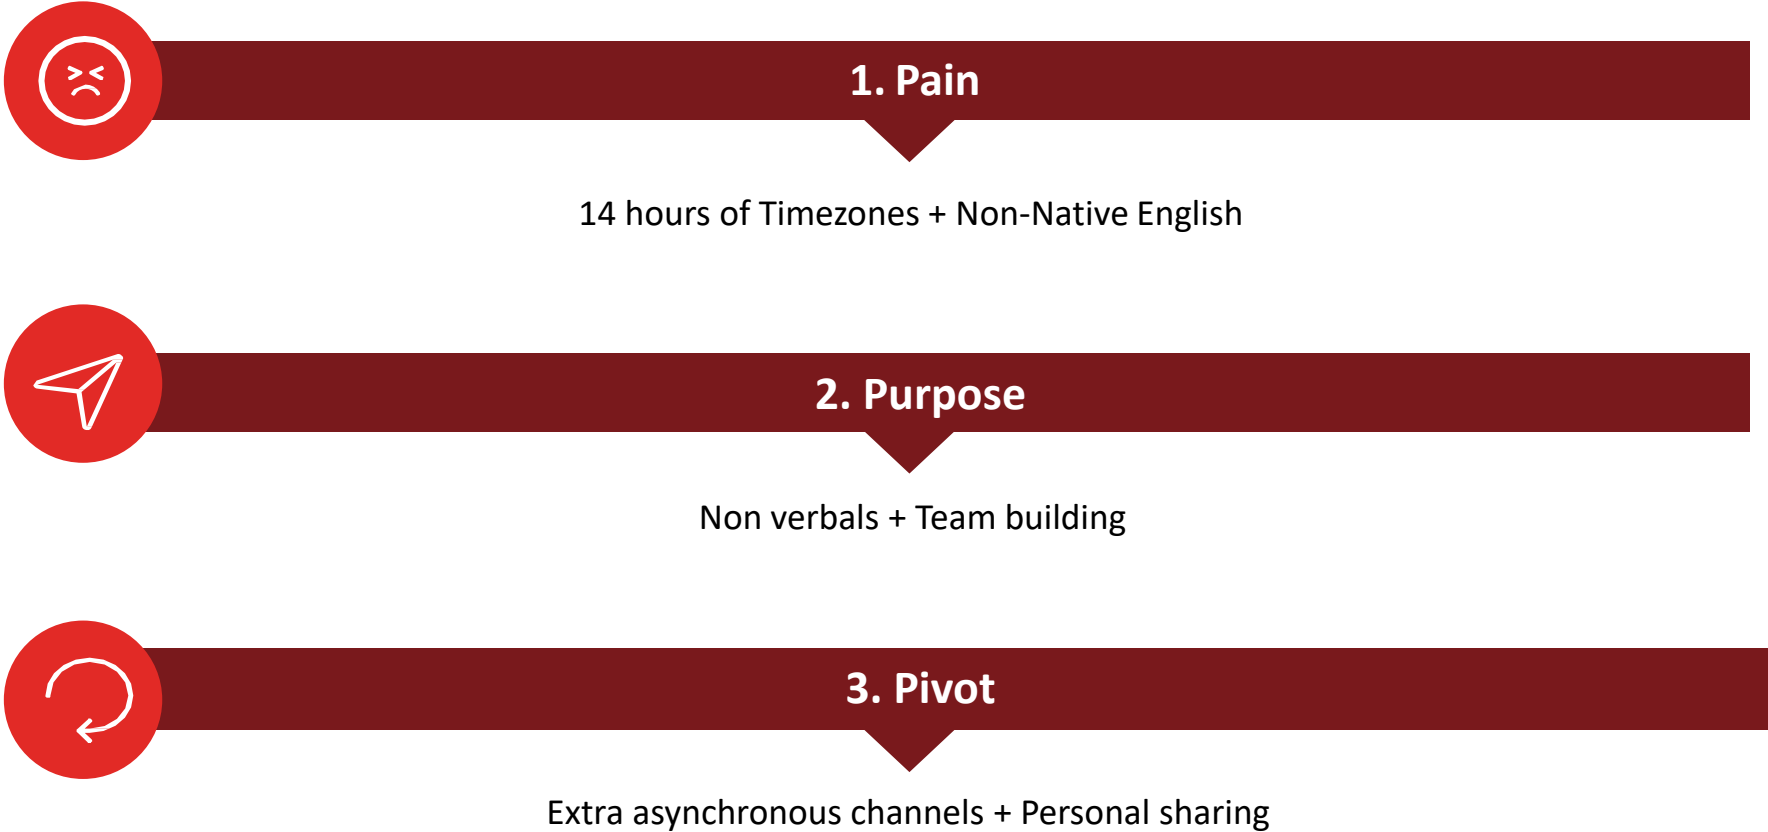 1. Pain
14 hours of Timezones + Non-Native English
2. Purpose
Non verbals + Team building
3. Pivot
Extra asynchronous channels + Personal sharing